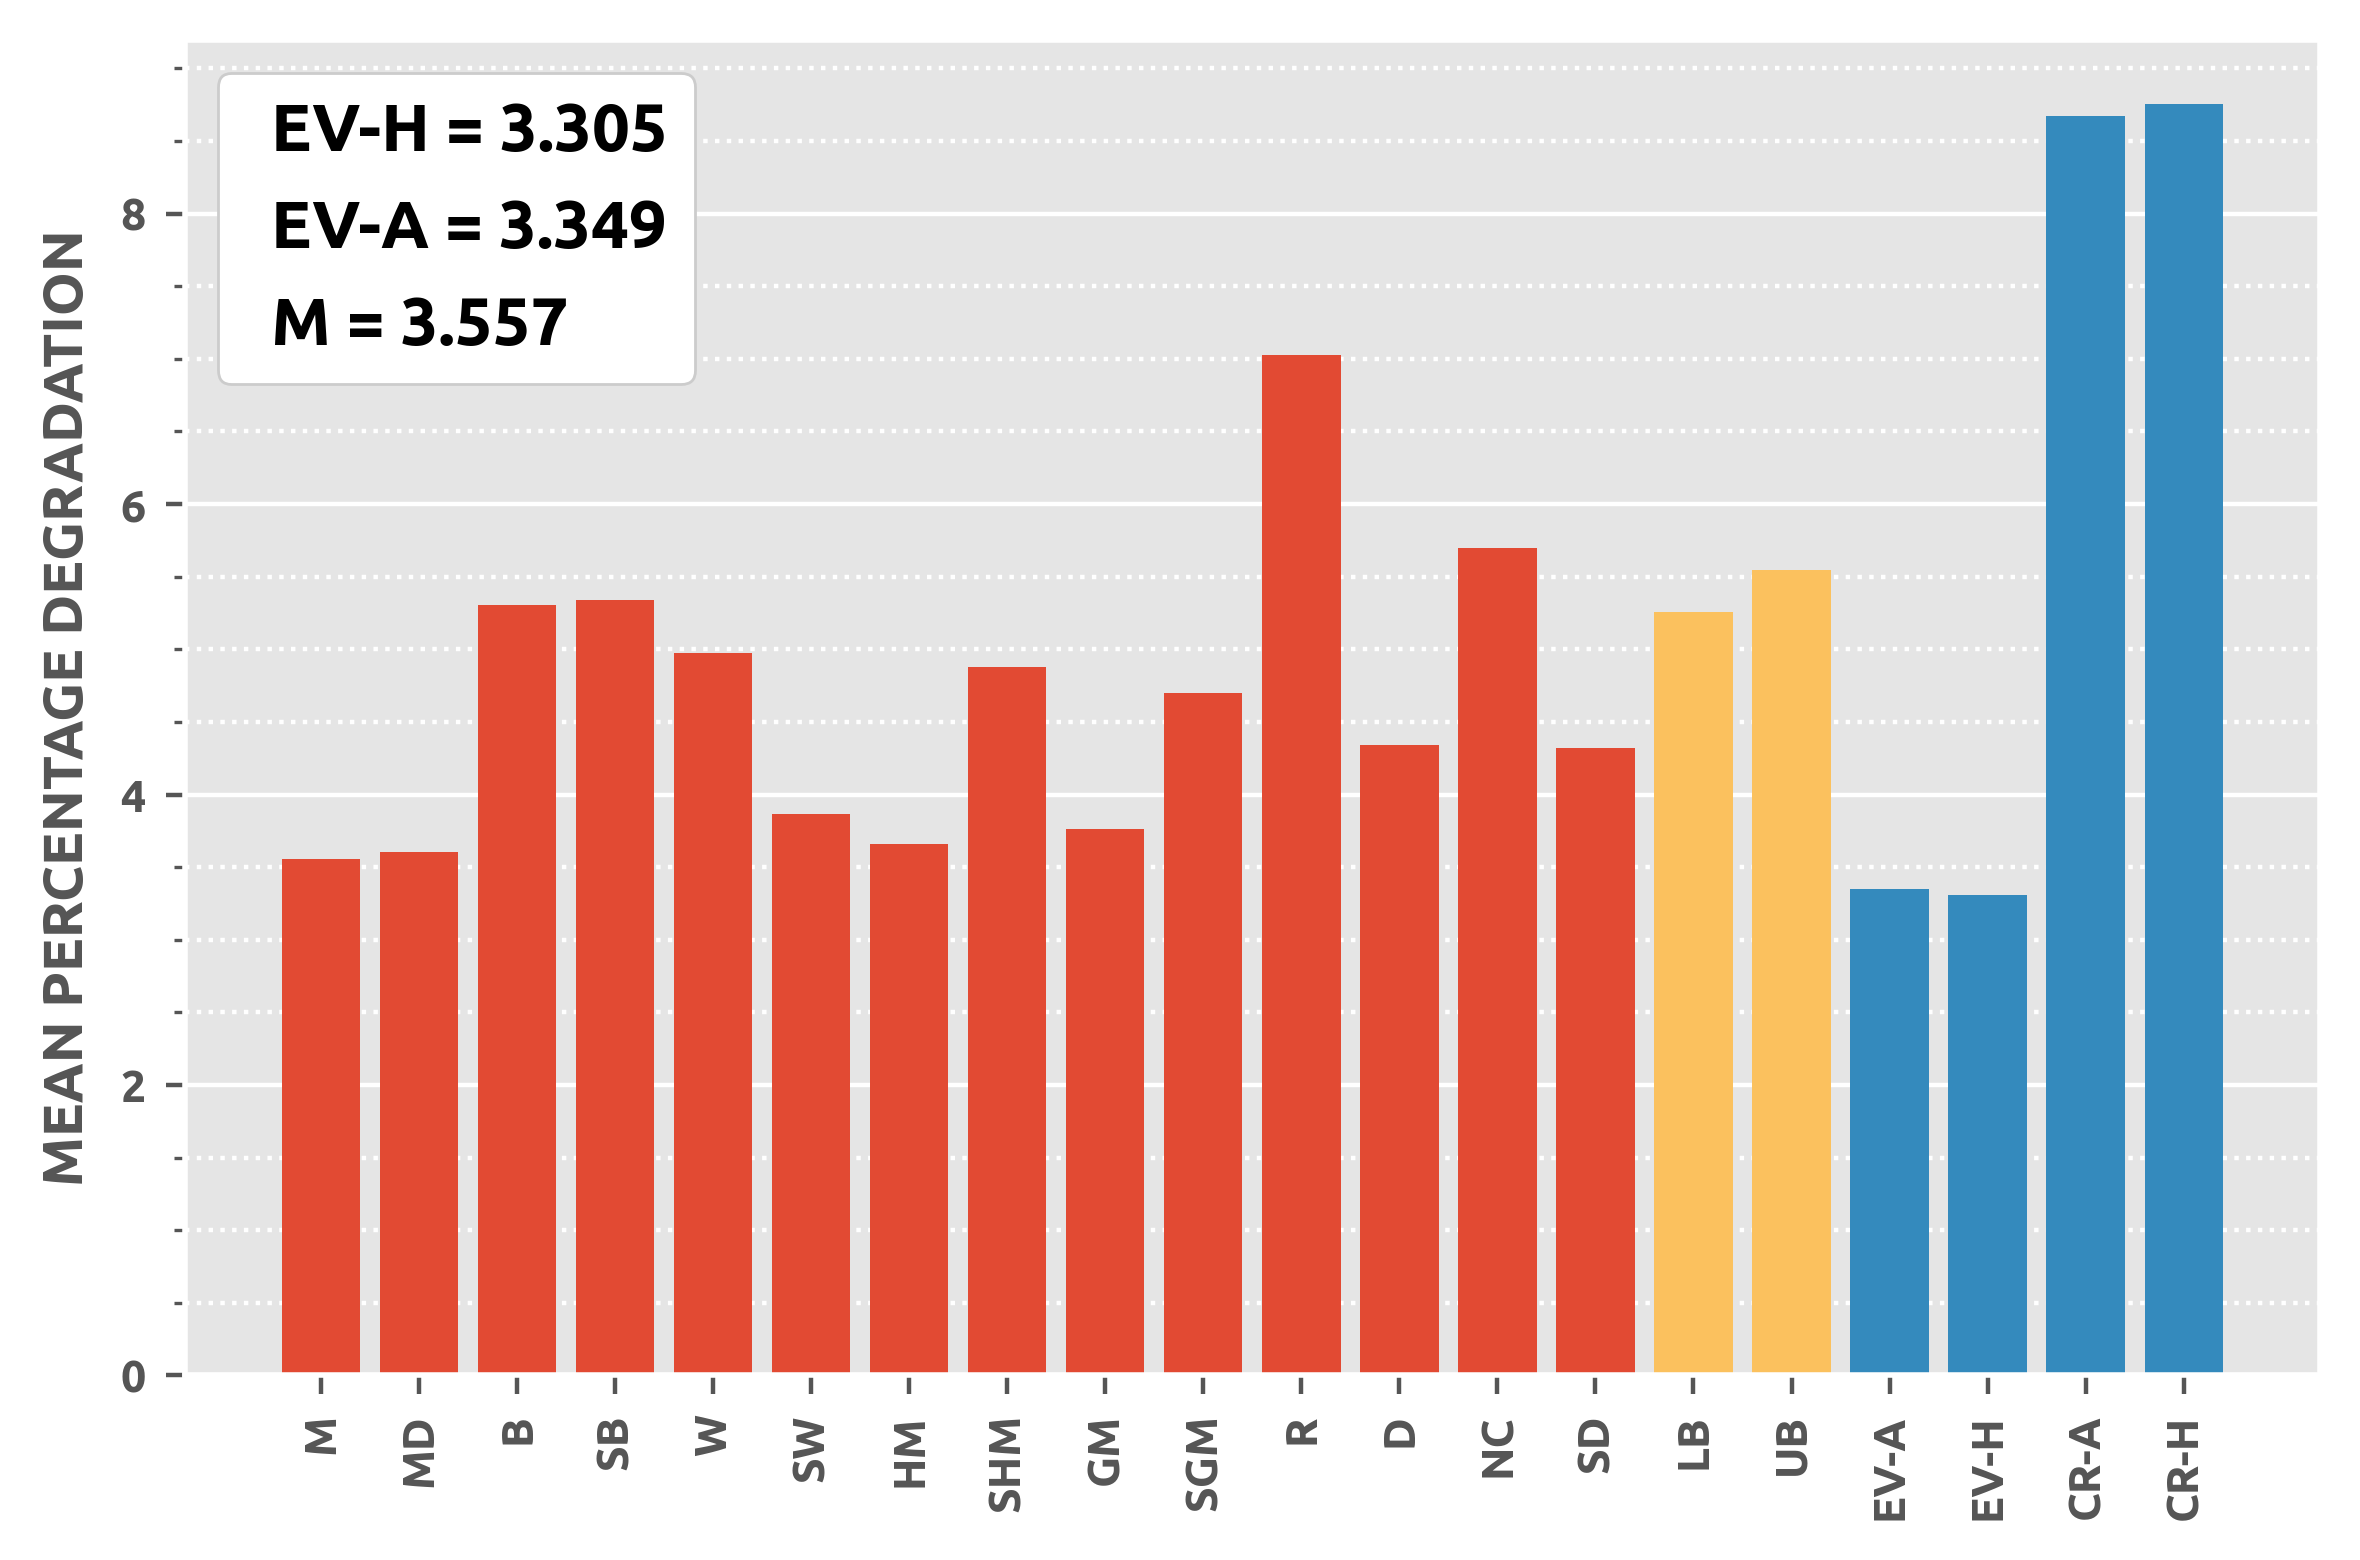 EV-H = 3.305
EV-A = 3.349
M = 3.557
MEAN PERCENTAGE DEGRADATION
8
6
4
2
0
M
MD
B
SB
W
SW
HM
SHM
GM
SGM
R
D
NC
SD
LB
UB
EV-A
EV-H
CR-A
CR-H